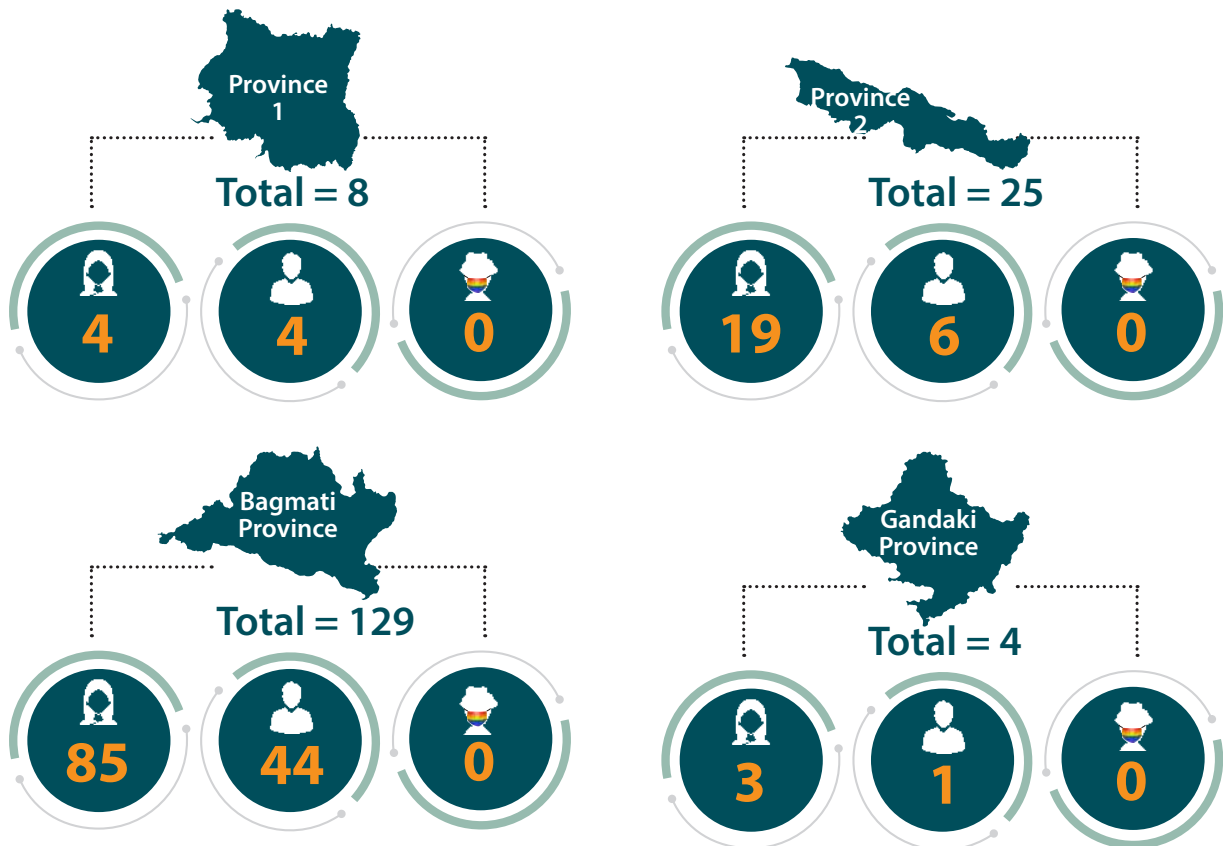 Province
1
Total = 8
4
4
0
Province
2
Total = 25
19
6
0
Bagmati
Province
Total = 129
85
44
0
Gandaki
Province
Total = 4
3
1
0